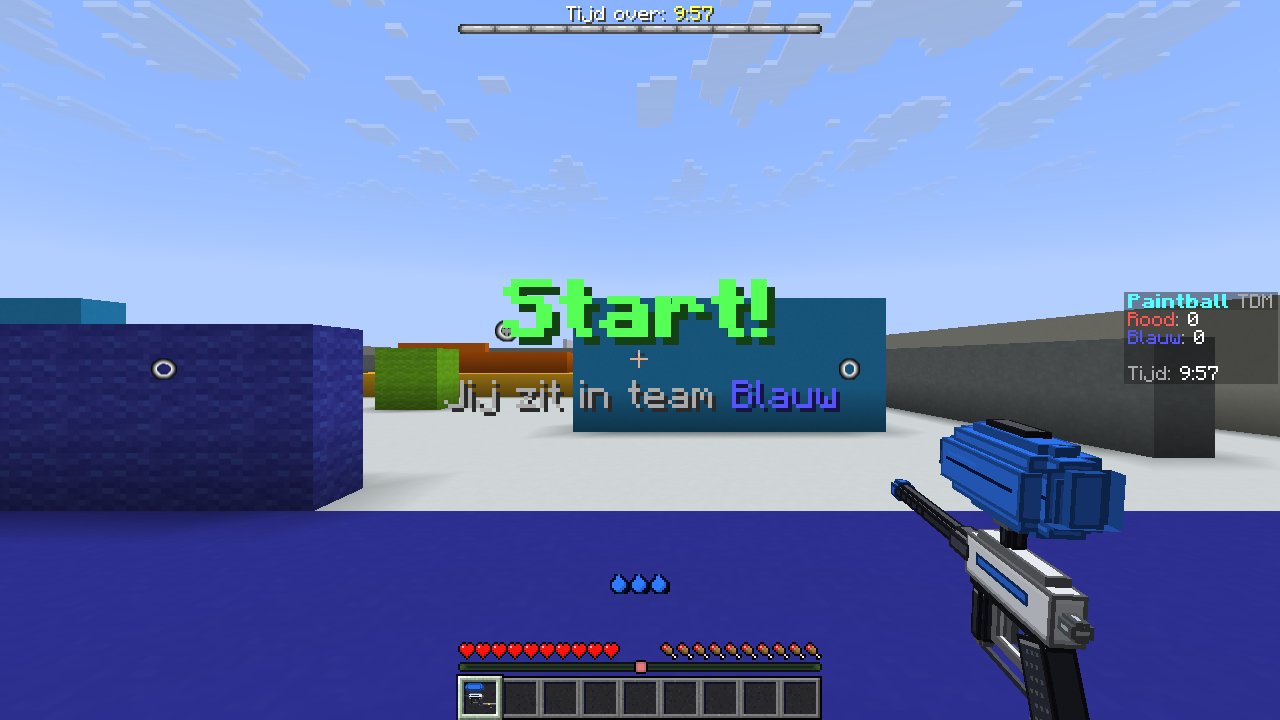 Tijd over: 9:57
Start!
Jij zit in team Blauw
Paintball TDM
Rood: 0
Blauw: 0
Tijd: 9:57